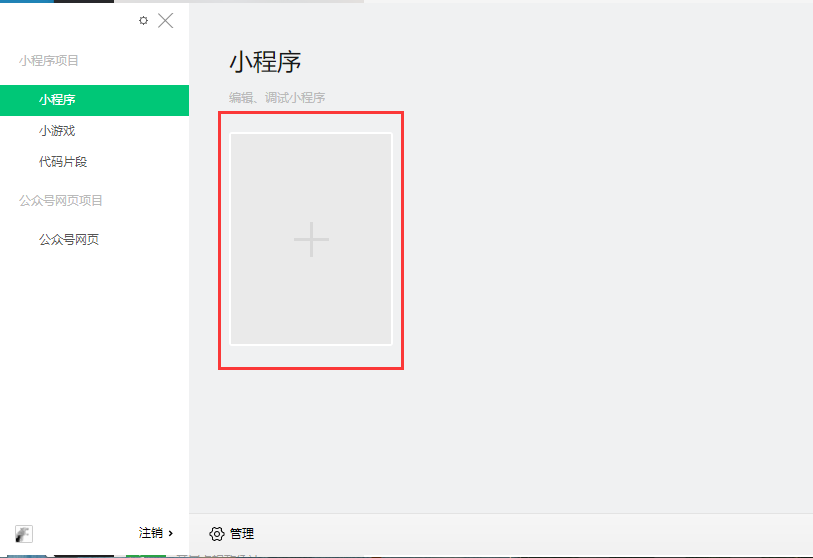 小程序项目
小程序
小游戏
代码片段
公众号网页项目
公众号网页
注销
小程序
编辑、调试小程序
管理